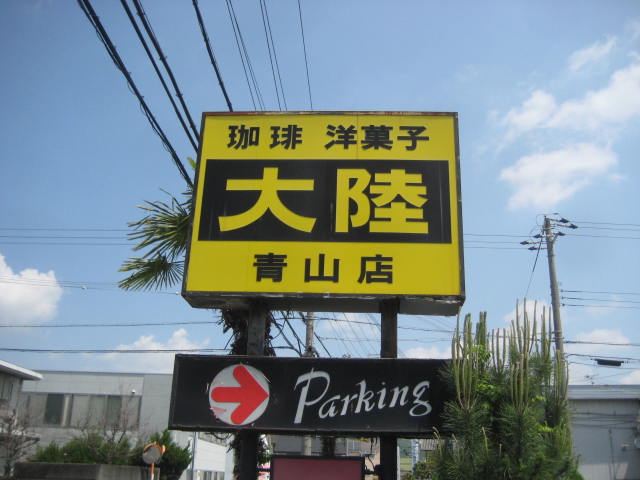 珈琲 洋菓子
大陸
青山店
Parking